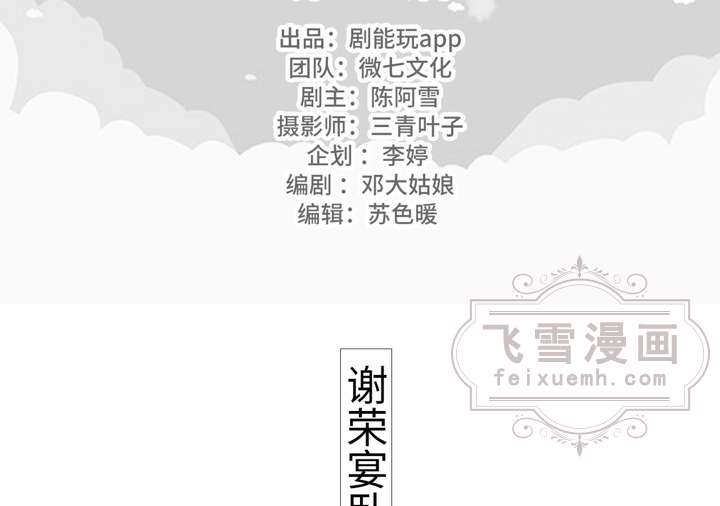 出品：剧能玩app
团队：微七文化
剧主：陈阿雪
摄影师：三青叶子
企划：李婷
编剧：邓大姑娘
编辑：苏色暖
飞雪漫画
feixuemh.com
谢荣宴